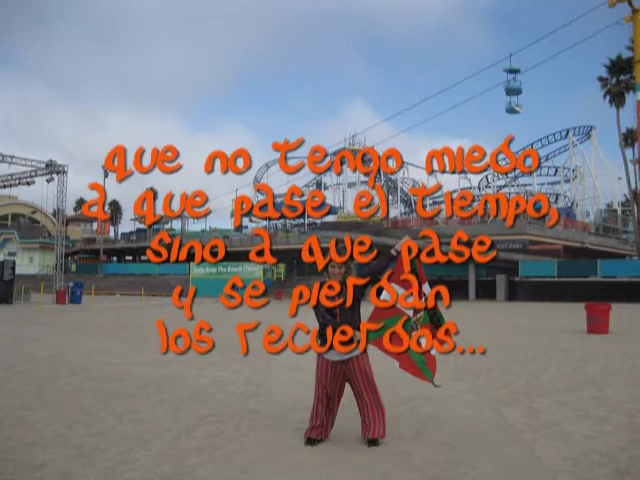 que no tengo miedo
a que pase el tiempo,
sino a que pase
y se pierdan
los recuerdos...